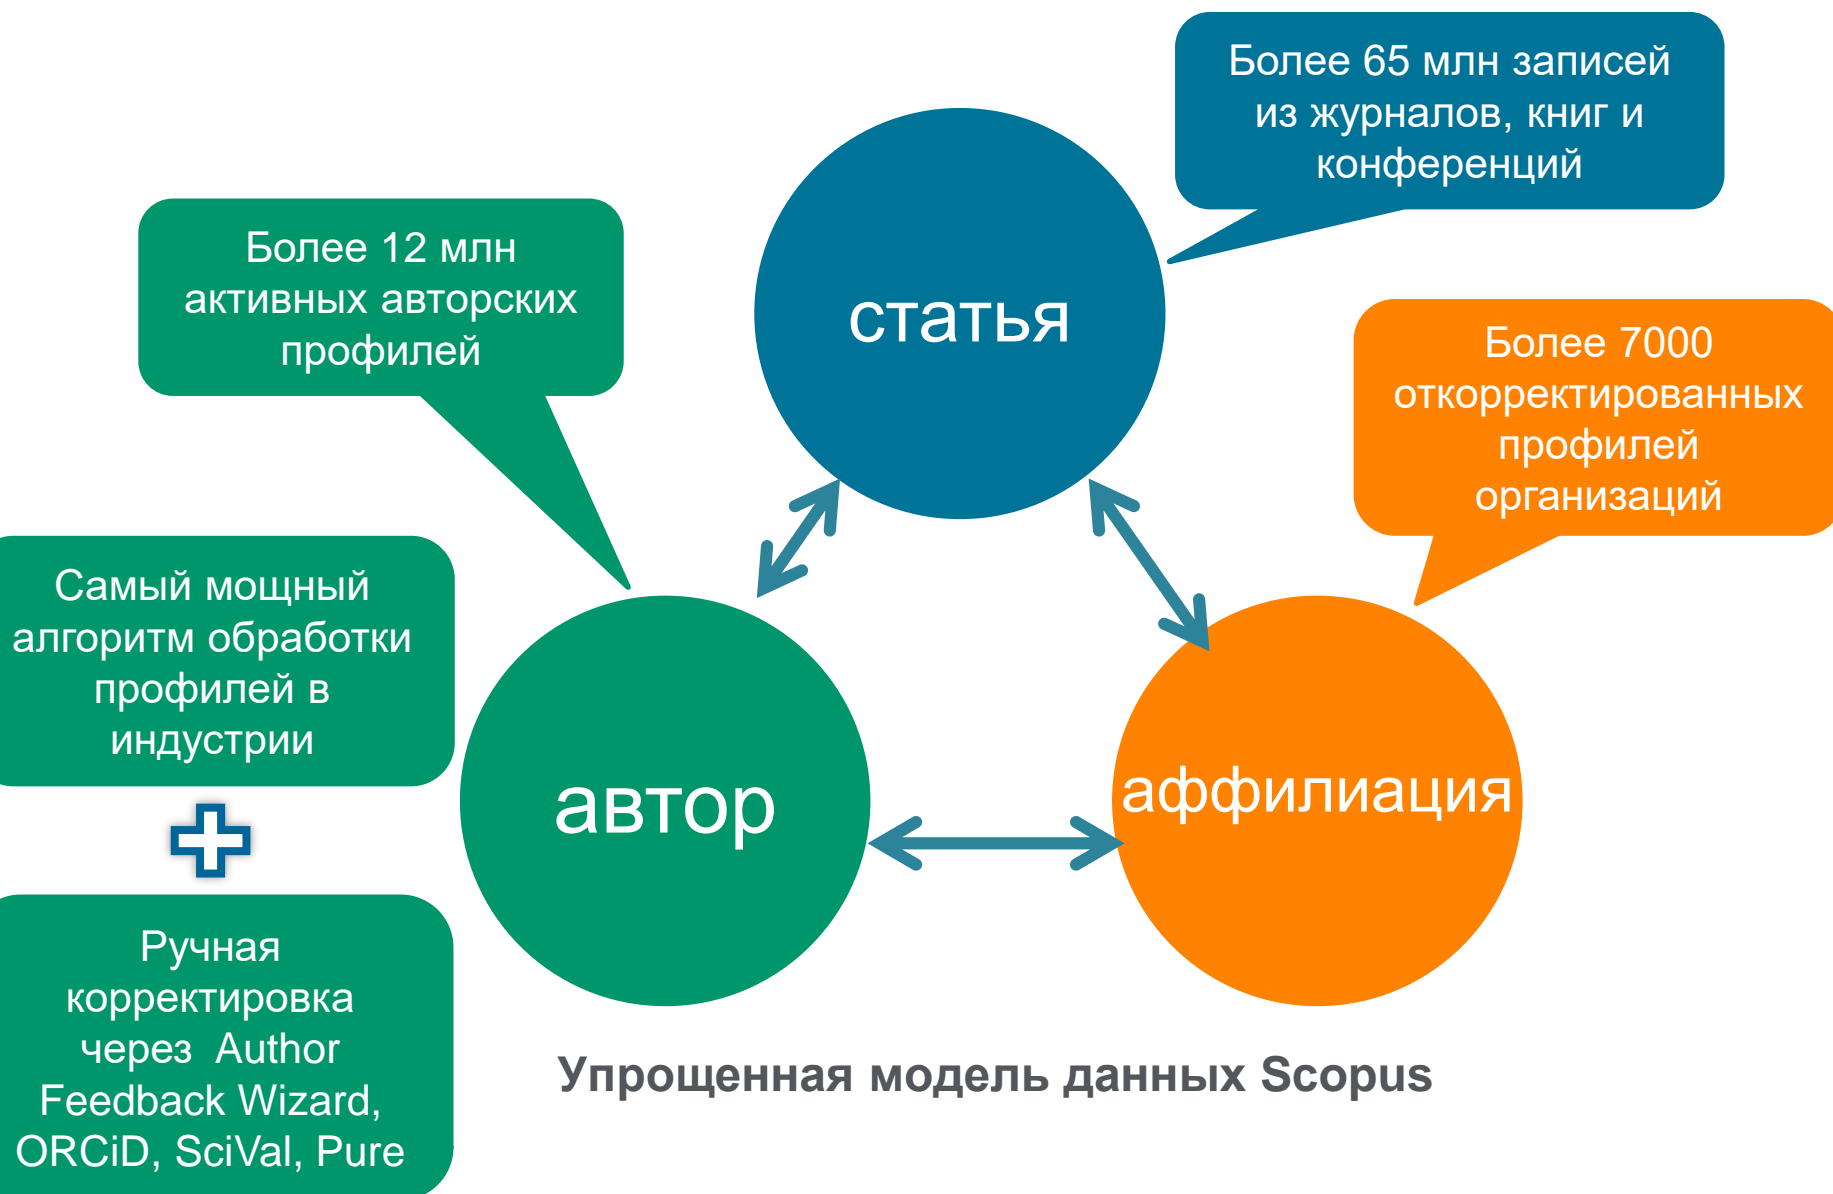 Более 65 млн записей
из журналов, книг и
конференций
Более 12 млн
активных авторских
профилей
статья
Более 7000
откорректированных
профилей
организаций
Самый мощный
алгоритм обработки
профилей в
индустрии
автор
аффилиация
Ручная
корректировка
через Author
Feedback Wizard,
ORCiD, SciVal, Pure
Упрощенная модель данных Scopus